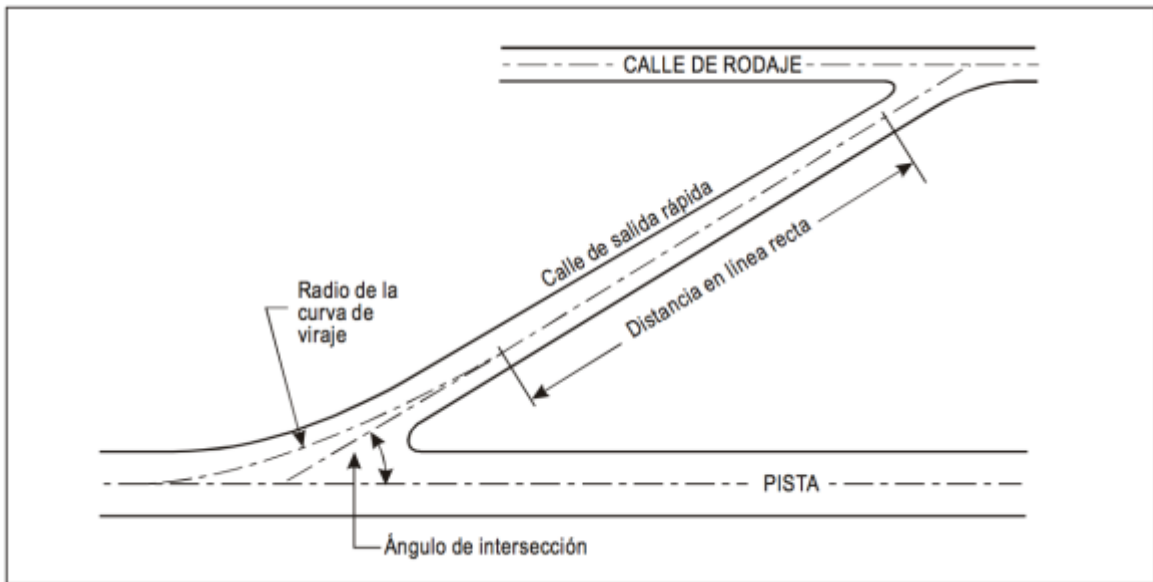 CALLE DE RODAJE
Calle de salida rápida
Distancia en línea recta
Radio de la
curva de
viraje
PISTA
Ángulo de intersección